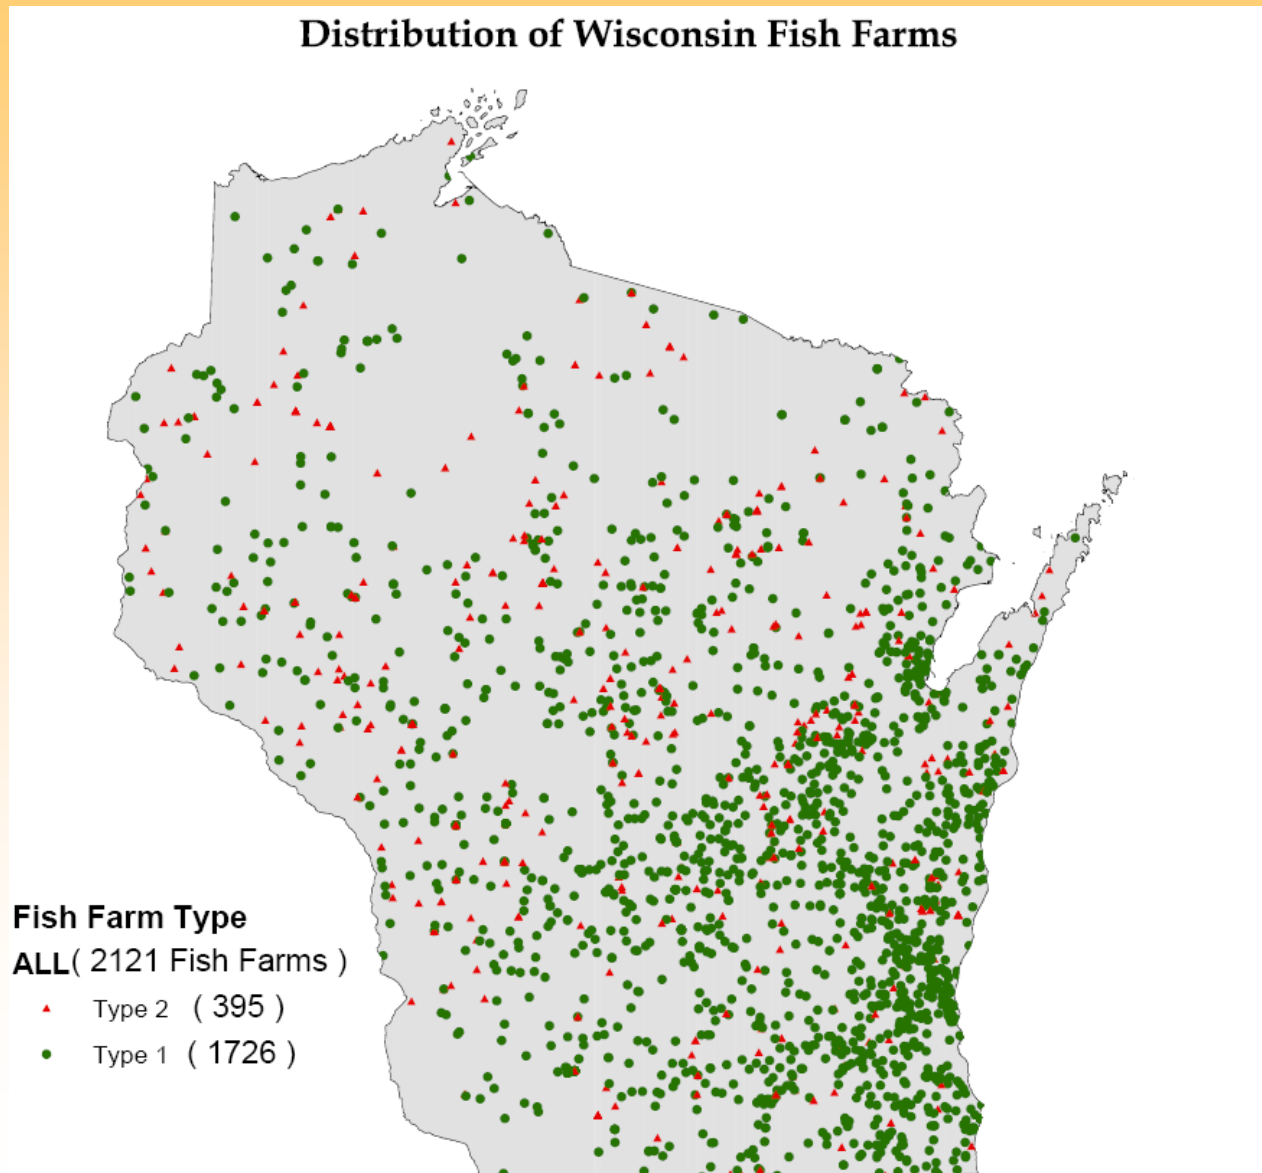 Distribution of Wisconsin Fish Farms
Fish Farm Type
ALL( 2121 Fish Farms )
Type 2 ( 395 )
Type 1 ( 1726 )